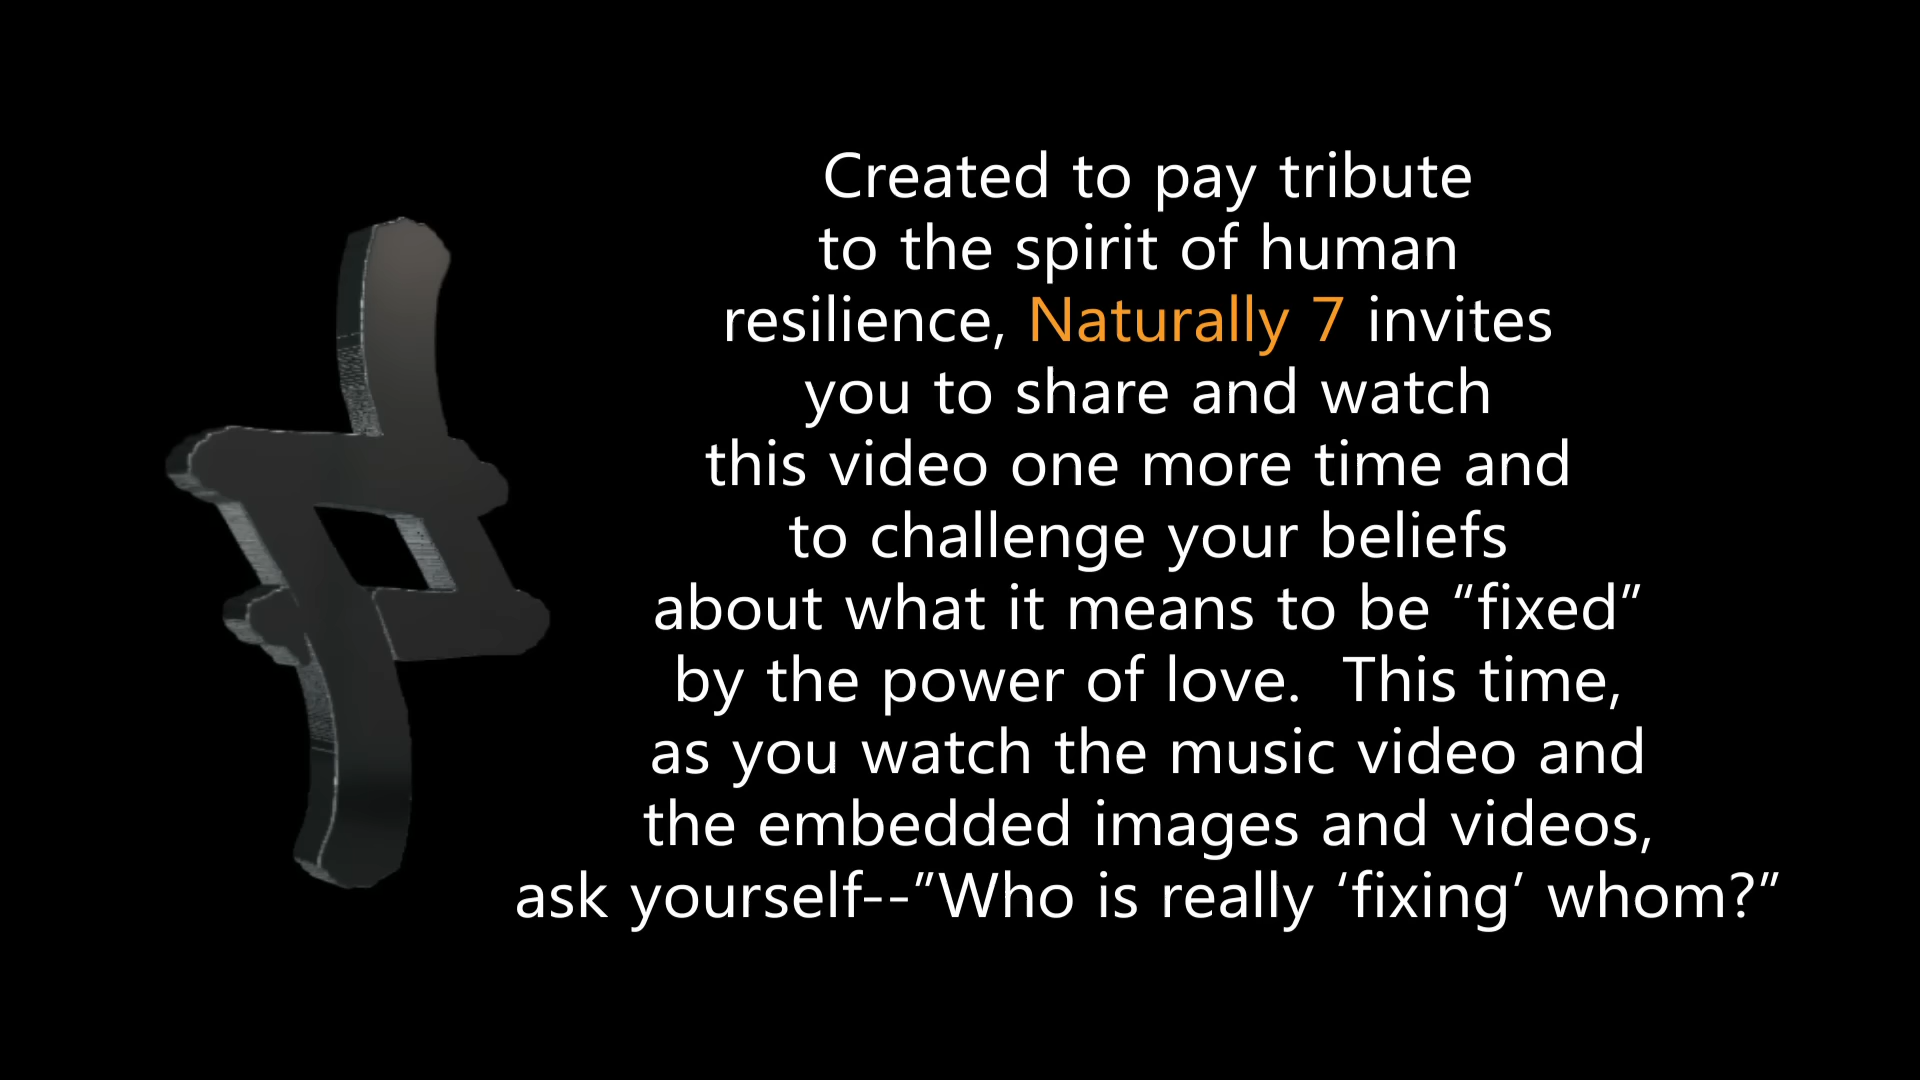 Created to pay tribute
to the spirit of human
resilience, Naturally 7 invites
you to share and watch
this video one more time and
to challenge your beliefs
about what it means to be “fixed”
by the power of love.  This time,
as you watch the music video and
the embedded images and videos,
ask yourself--”Who is really ‘fixing’ whom?”